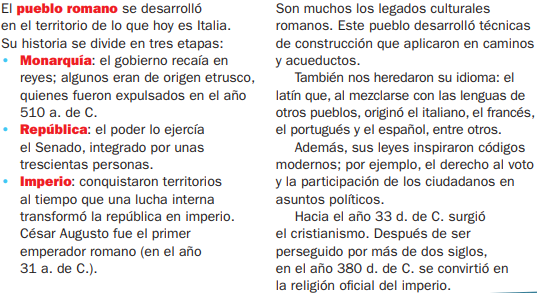 El pueblo romano se desarrolló
en el territorio de lo que hoy es Italia.
Su historia se divide en tres etapas:
• Monarquía: el gobierno recaía en
reyes; algunos eran de origen etrusco,
quienes fueron expulsados en el año
510 a. de C.
• República: el poder lo ejercía
el Senado, integrado por unas
trescientas personas.
• Imperio: conquistaron territorios
al tiempo que una lucha interna
transformó la república en imperio.
César Augusto fue el primer
emperador romano (en el año
31 a. de C.).
Son muchos los legados culturales
romanos. Este pueblo desarrolló técnicas
de construcción que aplicaron en caminos
y acueductos.
También nos heredaron su idioma: el
latín que, al mezclarse con las lenguas de
otros pueblos, originó el italiano, el francés,
el portugués y el español, entre otros.
Además, sus leyes inspiraron códigos
modernos; por ejemplo, el derecho al voto
y la participación de los ciudadanos en
asuntos políticos.
Hacia el año 33 d. de C. surgió
el cristianismo. Después de ser
perseguido por más de dos siglos,
en el año 380 d. de C. se convirtió en
la religión oficial del imperio.